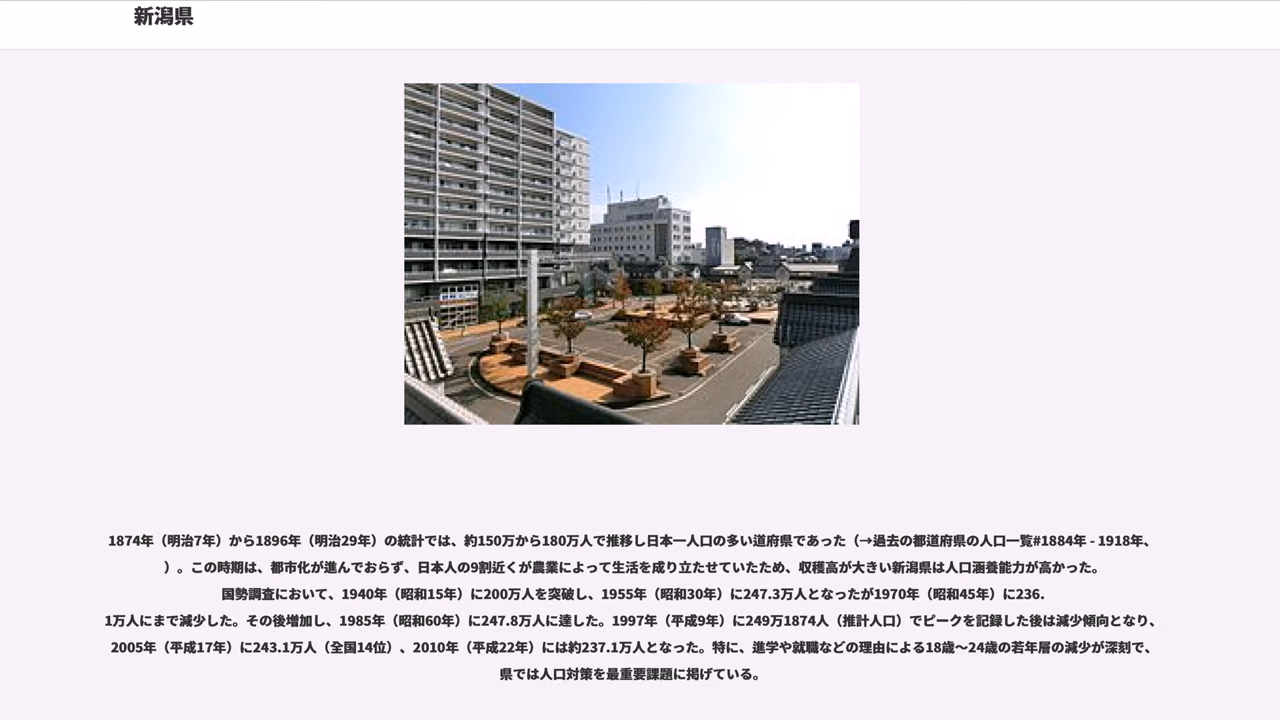 新潟県
1874年（明治7年）から1896年（明治29年）の統計では、約150万から180万人で推移し日本一人口の多い道府県であった（→過去の都道府県の人口一覧#1884年 - 1918年、
）。この時期は、都市化が進んでおらず、日本人の9割近くが農業によって生活を成り立たせていたため、収穫高が大きい新潟県は人口涵養能力が高かった。
国勢調査において、1940年（昭和15年）に200万人を突破し、1955年（昭和30年）に247.3万人となったが1970年（昭和45年）に236.
1万人にまで減少した。その後増加し、1985年（昭和60年）に247.8万人に達した。1997年（平成9年）に249万1874人（推計人口）でピークを記録した後は減少傾向となり、
2005年（平成17年）に243.1万人（全国14位）、2010年（平成22年）には約237.1万人となった。特に、進学や就職などの理由による18歳〜24歳の若年層の減少が深刻で、
県では人口対策を最重要課題に掲げている。